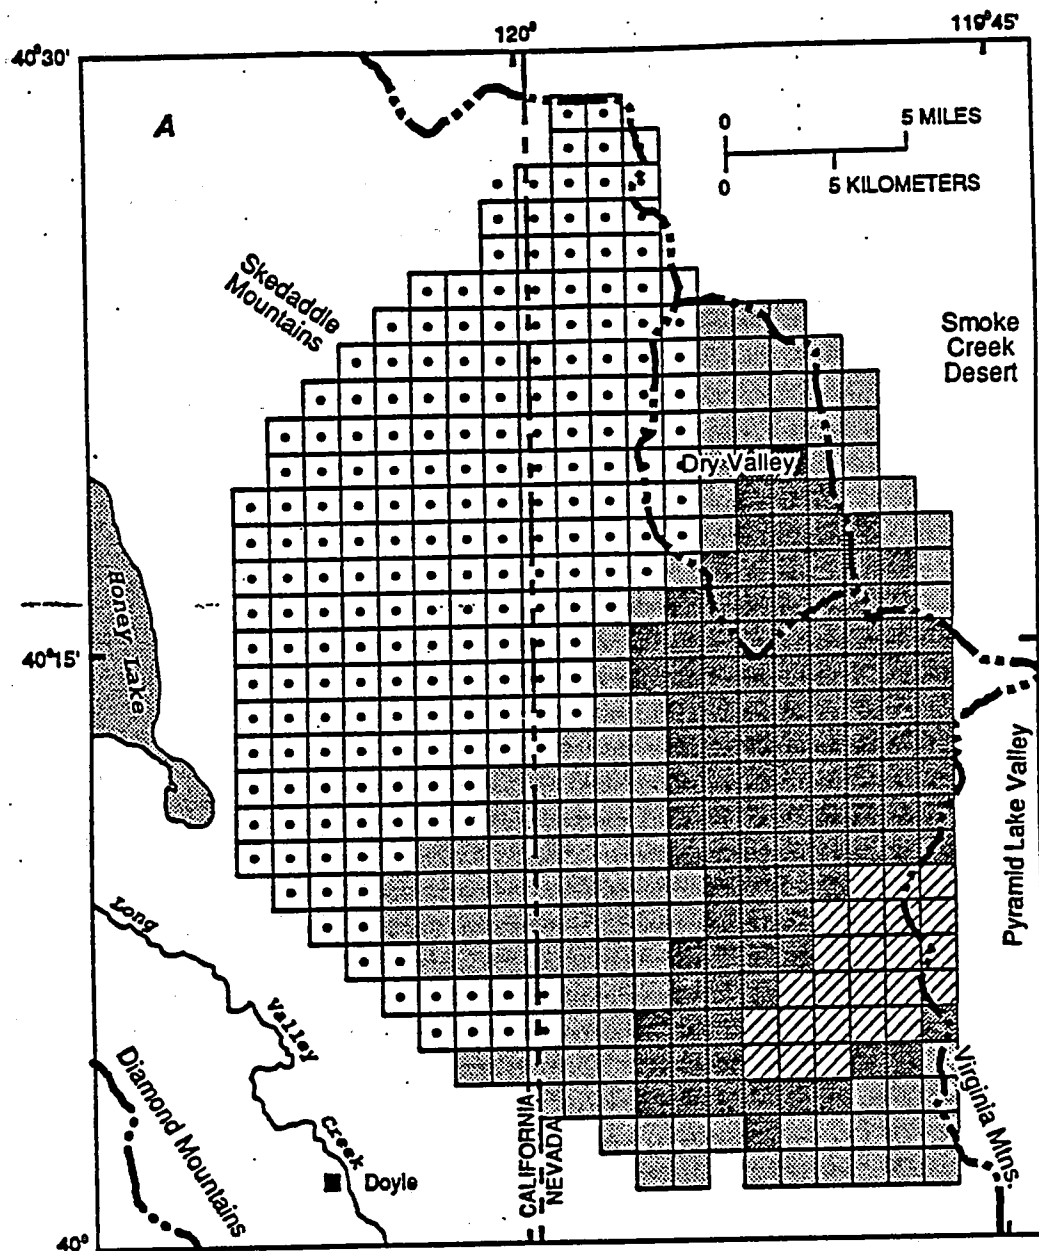 120°
119°45'
40°30'
A
0
5 MILES
0
5 KILOMETERS
Skedaddle
Mountains
Smoke
Creek
Desert
Dry Valley
Honey Lake
40°15'
Pyramid Lake Valley
Long
Valley
Creek
Diamond Mountains
Virginia Mtns.
CALIFORNIA
NEVADA
Doyle
40°